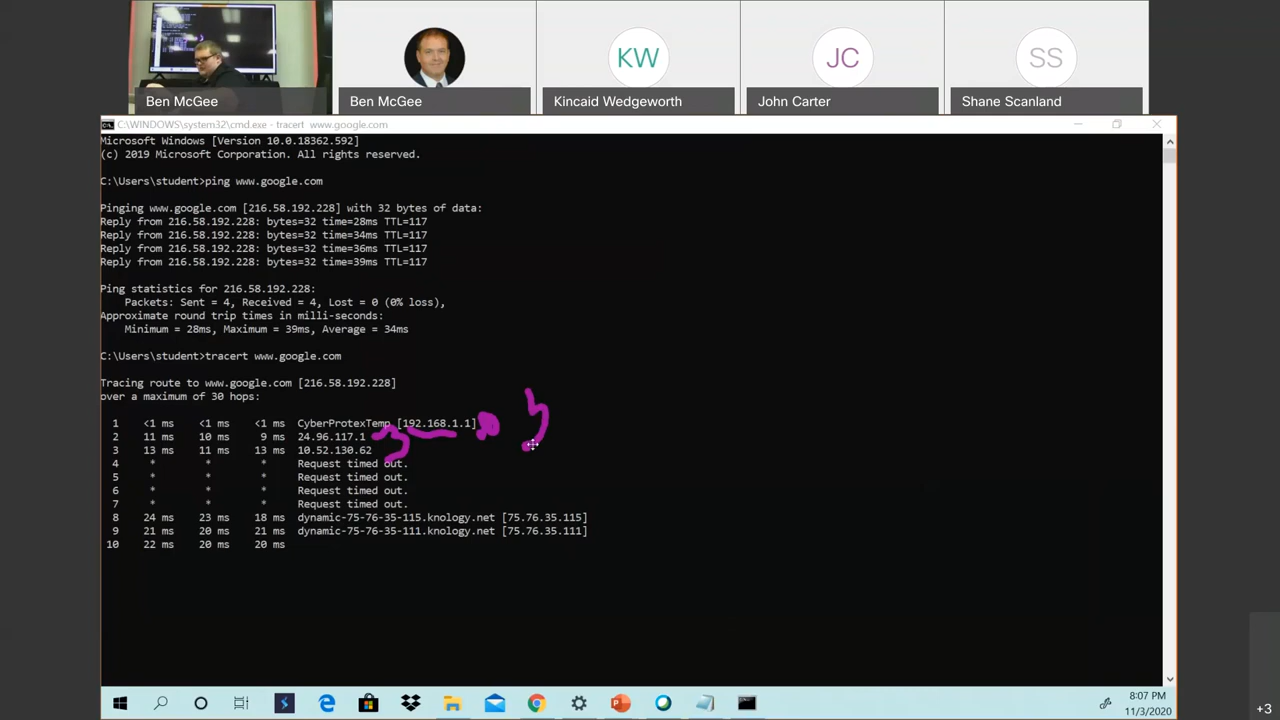 KW
JC
SS
Ben McGee
Ben McGee
Kincaid Wedgeworth
John Carter
Shane Scanland
C:\WINDOWS\system32\cmd.exe - tracert www.google.com
Microsoft Windows [Version 10.0.18362.592]
(c) 2019 Microsoft Corporation. All rights reserved.
C:\Users\student>ping www.google.com
Pinging www.google.com [216.58.192.228] with 32 bytes of data:
Reply from 216.58.192.228: bytes=32 time=28ms TTL=117
Reply from 216.58.192.228: bytes=32 time=34ms TTL=117
Reply from 216.58.192.228: bytes=32 time=36ms TTL=117
Reply from 216.58.192.228: bytes=32 time=39ms TTL=117
Ping statistics for 216.58.192.228:
Packets: Sent = 4, Received = 4, Lost = 0 (0% loss),
Approximate round trip times in milli-seconds:
Minimum = 28ms, Maximum = 39ms, Average = 34ms
C:\Users\student>tracert www.google.com
Tracing route to www.google.com [216.58.192.228]
over a maximum of 30 hops:
1 <1 ms <1 ms <1 ms CyberProtexTemp [192.168.1.1]
2 11 ms 10 ms 9 ms 24.96.117.1
3 13 ms 11 ms 13 ms 10.52.130.62
4 * * * Request timed out.
5 * * * Request timed out.
6 * * * Request timed out.
7 * * * Request timed out.
8 24 ms 23 ms 18 ms dynamic-75-76-35-115.knology.net [75.76.35.115]
9 21 ms 20 ms 21 ms dynamic-75-76-35-111.knology.net [75.76.35.111]
10 22 ms 20 ms 20 ms
8:07 PM
11/3/2020
+3